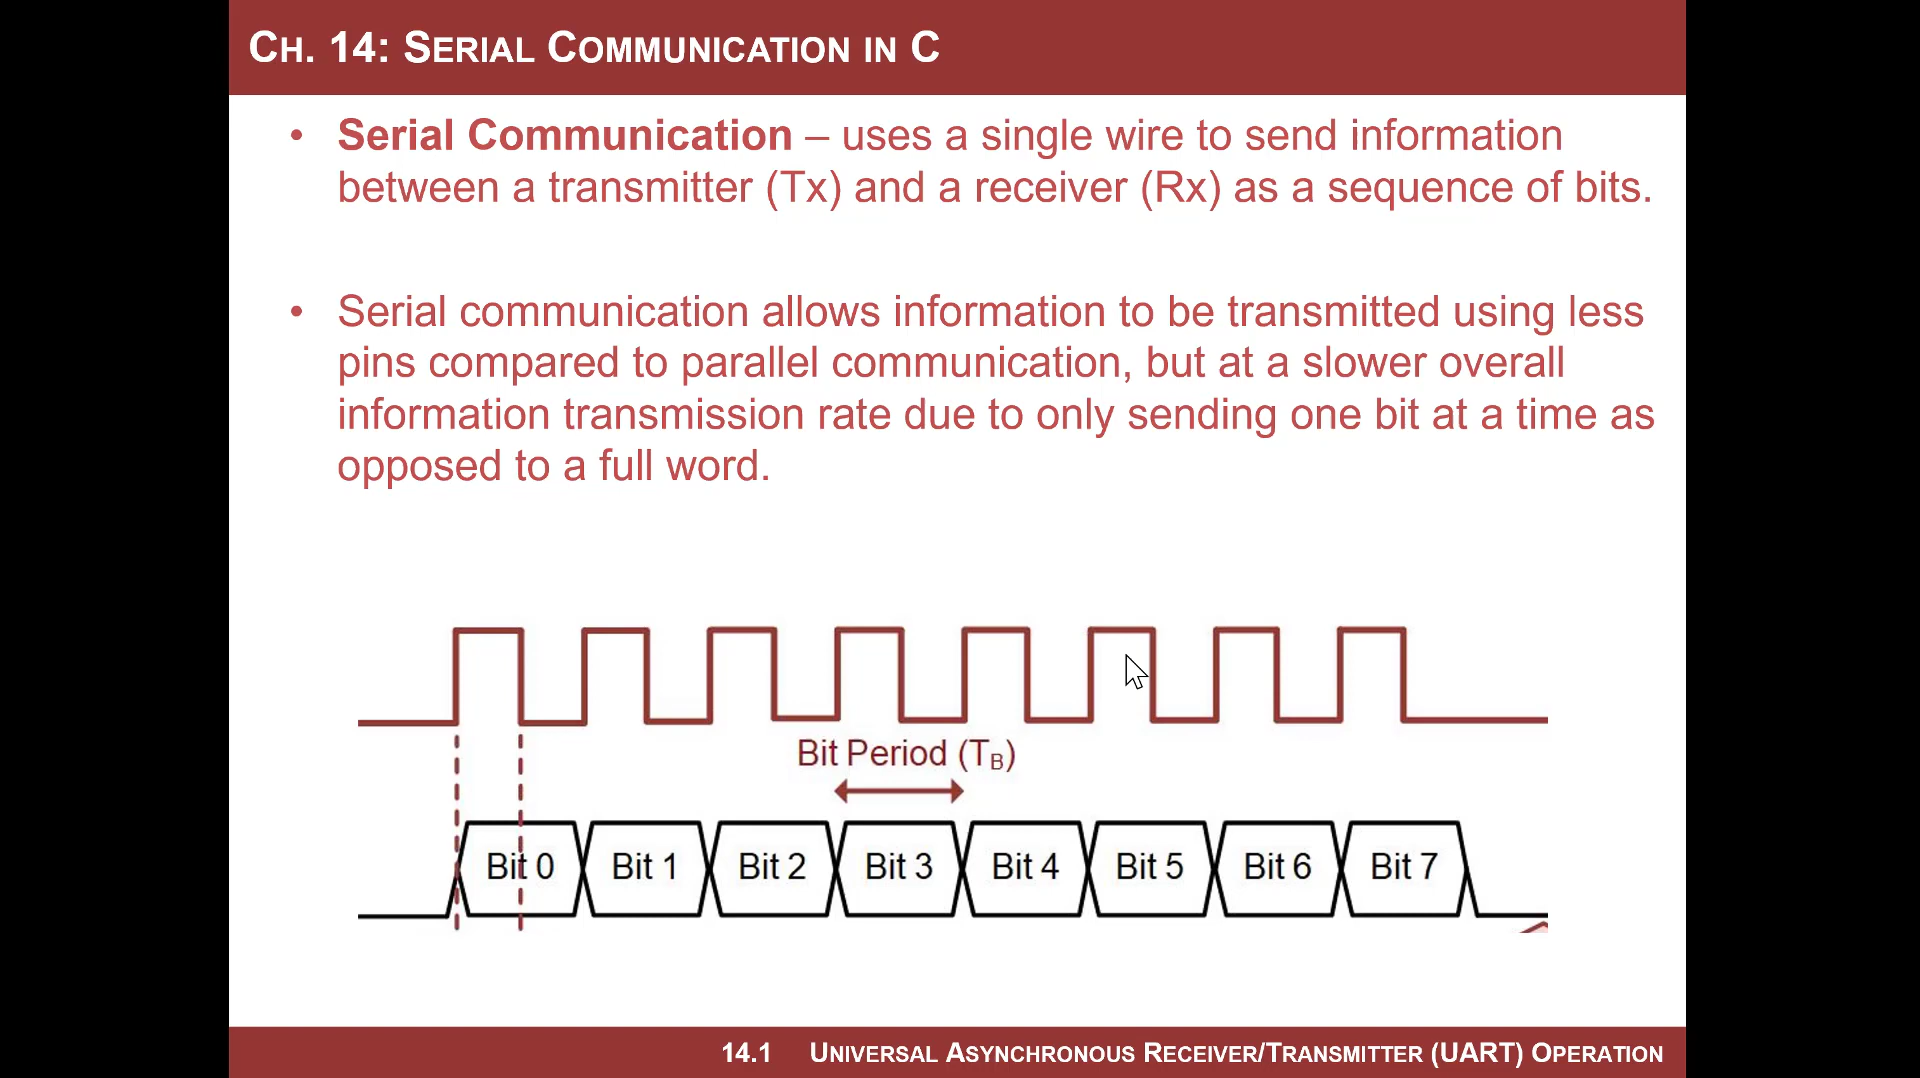 CH. 14: SERIAL COMMUNICATION IN C
• Serial Communication – uses a single wire to send information
between a transmitter (Tx) and a receiver (Rx) as a sequence of bits.
• Serial communication allows information to be transmitted using less
pins compared to parallel communication, but at a slower overall
information transmission rate due to only sending one bit at a time as
opposed to a full word.
Bit Period (TB)
Bit 0 Bit 1 Bit 2 Bit 3 Bit 4 Bit 5 Bit 6 Bit 7
14.1 UNIVERSAL ASYNCHRONOUS RECEIVER/TRANSMITTER (UART) OPERATION